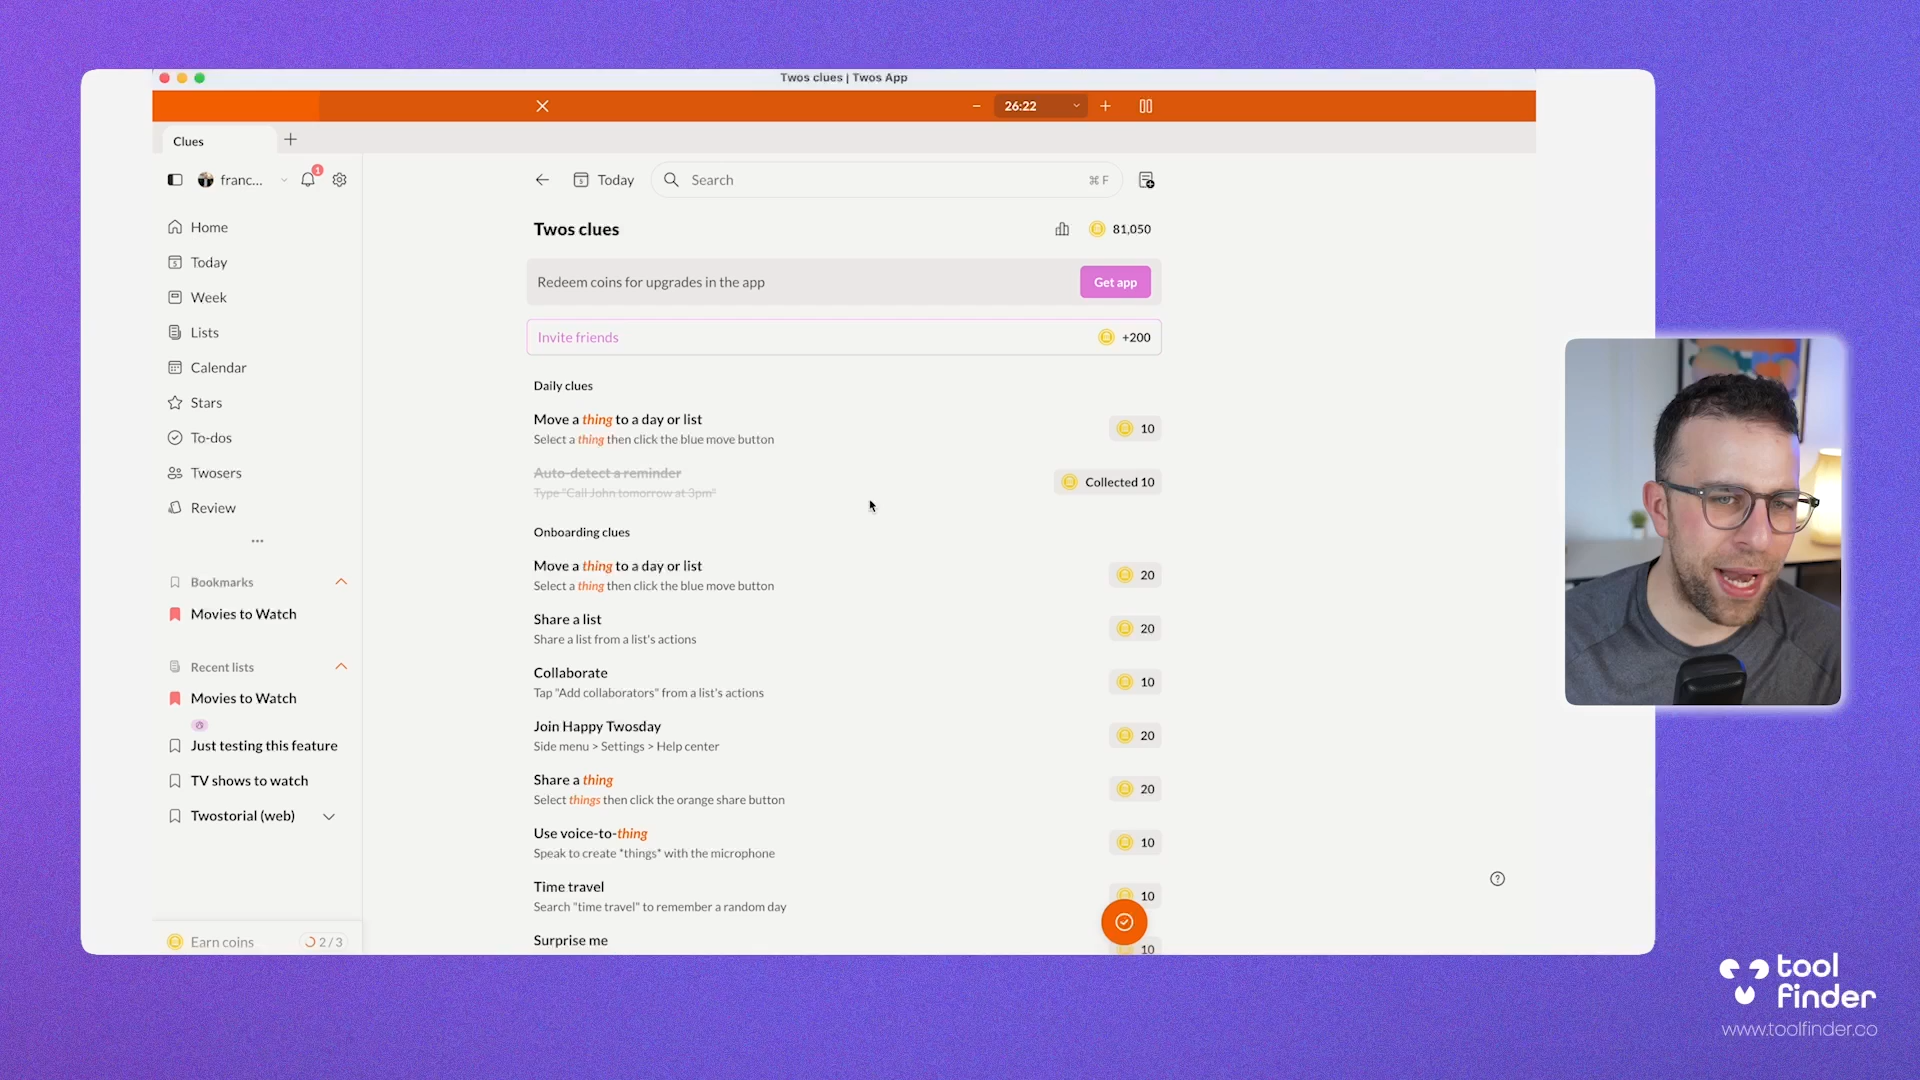 Twos clues | Twos App
26:22
Clues
franc...
1
Today
Search
⌘ F
Home
Today
Week
Lists
Calendar
Stars
To-dos
Twosers
Review
Bookmarks
Movies to Watch
Recent lists
Movies to Watch
Just testing this feature
TV shows to watch
Twostorial (web)
Earn coins
2 / 3
Twos clues
81,050
Redeem coins for upgrades in the app
Get app
Invite friends
+200
Daily clues
Move a thing to a day or list
Select a thing then click the blue move button
10
Auto-detect a reminder
Type "Call John tomorrow at 3pm"
Collected 10
Onboarding clues
Move a thing to a day or list
Select a thing then click the blue move button
20
Share a list
Share a list from a list's actions
20
Collaborate
Tap "Add collaborators" from a list's actions
10
Join Happy Twosday
Side menu > Settings > Help center
20
Share a thing
Select things then click the orange share button
20
Use voice-to-thing
Speak to create *things* with the microphone
10
Time travel
Search "time travel" to remember a random day
10
Surprise me
10
tool
finder
www.toolfinder.co